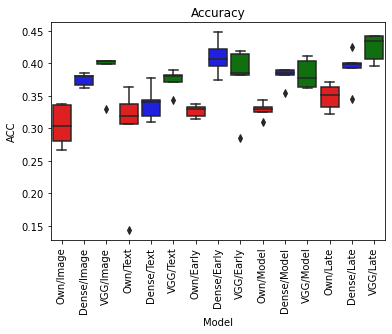 Accuracy
0.45
0.40
0.35
0.30
0.25
0.20
0.15
ACC
Own/Image
Dense/Image
VGG/Image
Own/Text
Dense/Text
VGG/Text
Own/Early
Dense/Early
VGG/Early
Own/Model
Dense/Model
VGG/Model
Own/Late
Dense/Late
VGG/Late
Model